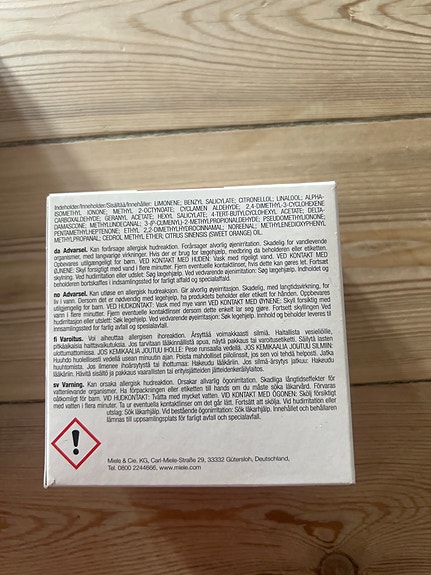 Indeholder/Inneholder/Sisältää/Innehåller: LIMONENE; BENZYL SALICYLATE; CITRONELLOL; LINALOOL; ALPHA-
ISOMETHYL IONONE; METHYL 2-OCTYNOATE; CYCLAMEN ALDEHYDE; 2,4-DIMETHYL-3-CYCLOHEXENE
CARBOXALDEHYDE; GERANYL ACETATE; HEXYL SALICYLATE; 4-TERT-BUTYLCYCLOHEXYL ACETATE; DELTA-
DAMASCONE; METHYLUNDECANAL; 3-(P-CUMENYL)-2-METHYLPROPIONALDEHYDE; PSEUDOMETHYLIONONE;
PENTAMETHYLHEPTENONE; ETHYL 2,2-DIMETHYLHYDROCINNAMAL; NOREENAL; METHYLENEDIOXYPHENYL
METHYLPROPANAL; CEDROL METHYL ETHER; CITRUS SINENSIS (SWEET ORANGE) OIL.
da Advarsel. Kan forårsage allergisk hudreaktion. Forårsager alvorlig øjenirritation. Skadelig for vandlevende
organismer, med langvarige virkninger. Hvis der er brug for lægehjælp, medbring da beholderen eller etiketten.
Opbevares utilgængeligt for børn. VED KONTAKT MED HUDEN: Vask med rigeligt vand. VED KONTAKT MED
ØJNENE: Skyl forsigtigt med vand i flere minutter. Fjern eventuelle kontaktlinser, hvis dette kan gøres let. Fortsæt
skylning. Ved hudirritation eller udslet: Søg lægehjælp. Ved vedvarende øjenirritation: Søg lægehjælp. Indholdet og
beholderen bortskaffes i indsamlingssted for farligt affald og specialaffald.
no Advarsel. Kan utløse en allergisk hudreaksjon. Gir alvorlig øyeirritasjon. Skadelig, med langtidsvirkning, for
liv i vann. Dersom det er nødvendig med legehjelp, ha produktets beholder eller etikett for hånden. Oppbevares
utilgjengelig for barn. VED HUDKONTAKT: Vask med mye vann VED KONTAKT MED ØYNENE: Skyll forsiktig med
vann i flere minutter. Fjern eventuelle kontaktlinser dersom dette enkelt lar seg gjøre. Fortsett skyllingen Ved
hudirritasjon eller utslett: Søk legehjelp. Ved vedvarende øyeirritasjon: Søk legehjelp. Innhold og beholder leveres til
innsamlingssted for farlig avfall og spesialavfall.
fi Varoitus. Voi aiheuttaa allergisen ihoreaktion. Ärsyttää voimakkaasti silmiä. Haitallista vesieliöille,
pitkäaikaisia haittavaikutuksia. Jos tarvitaan lääkinnällistä apua, näytä pakkaus tai varoitusetiketti. Säilytä lasten
ulottumattomissa. JOS KEMIKAALIA JOUTUU IHOLLE: Pese runsaalla vedellä. JOS KEMIKAALIA JOUTUU SILMIIN:
Huuhdo huolellisesti vedellä usean minuutin ajan. Poista mahdolliset piilolinssit, jos sen voi tehdä helposti. Jatka
huuhtomista. Jos ilmenee ihoärsytystä tai ihottumaa: Hakeudu lääkäriin. Jos silmä-ärsytys jatkuu: Hakeudu
lääkäriin. Hävitä sisältö ja pakkaus vaarallisten tai erityisjätteiden jätteidenkeräilylaitos.
sv Varning. Kan orsaka allergisk hudreaktion. Orsakar allvarlig ögonirritation. Skadliga långtidseffekter för
vattenlevande organismer. Ha förpackningen eller etiketten till hands om du måste söka läkarvård. Förvaras
oåtkomligt för barn. VID HUDKONTAKT: Tvätta med mycket vatten. VID KONTAKT MED ÖGONEN: Skölj försiktigt
med vatten i flera minuter. Ta ur eventuella kontaktlinser om det går lätt. Fortsätt att skölja. Vid hudirritation eller
utslag: Sök läkarhjälp. Vid bestående ögonirritation: Sök läkarhjälp. Innehållet och behållaren
lämnas till uppsamlingsplats för farligt avfall och specialavfall.
Miele & Cie. KG, Carl-Miele-Straße 29, 33332 Gütersloh, Deutschland,
Tel. 0800 2244666, www.miele.com